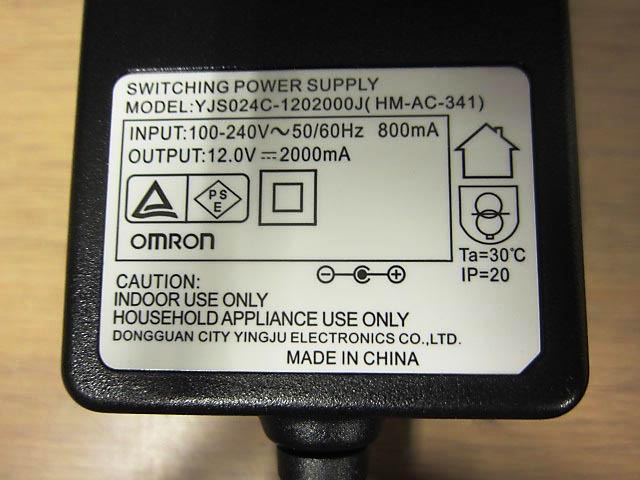 SWITCHING POWER SUPPLY
MODEL:YJS024C-1202000J( HM-AC-341)
INPUT:100-240V～50/60Hz 800mA
OUTPUT:12.0V⎓2000mA
PS
E
OMRON
Ta=30℃
IP=20
CAUTION:
INDOOR USE ONLY
HOUSEHOLD APPLIANCE USE ONLY
DONGGUAN CITY YINGJU ELECTRONICS CO.,LTD.
MADE IN CHINA